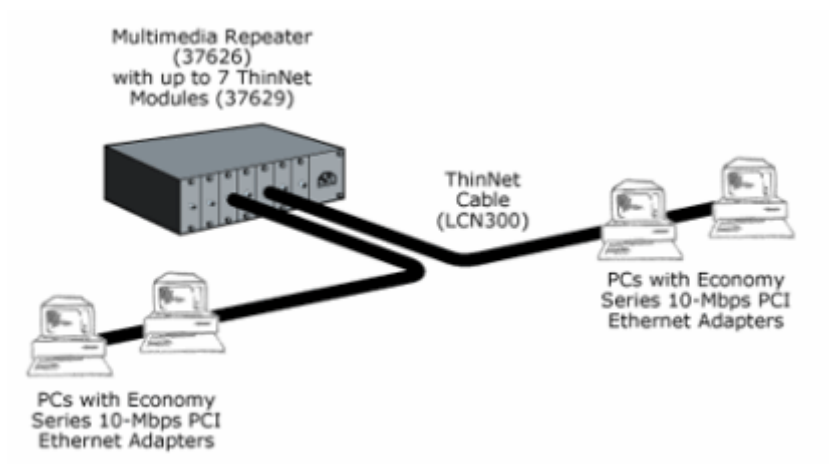 Multimedia Repeater
(37626)
with up to 7 ThinNet
Modules (37629)
ThinNet
Cable
(LCN300)
PCs with Economy
Series 10-Mbps PCI
Ethernet Adapters
PCs with Economy
Series 10-Mbps PCI
Ethernet Adapters